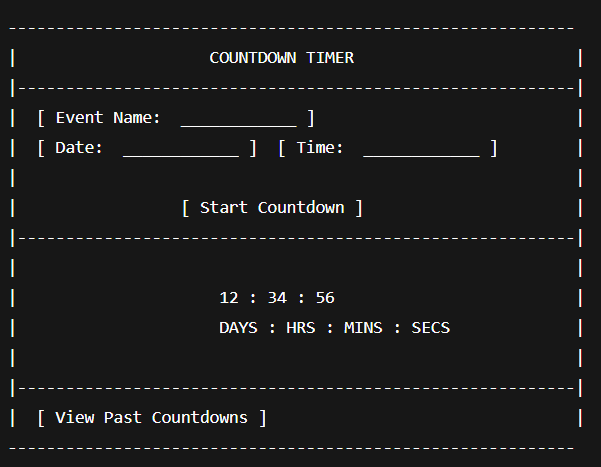 COUNTDOWN TIMER
[ Event Name: ____________ ]
[ Date: ____________ ] [ Time: ____________ ]
[ Start Countdown ]
12 : 34 : 56
DAYS : HRS : MINS : SECS
[ View Past Countdowns ]